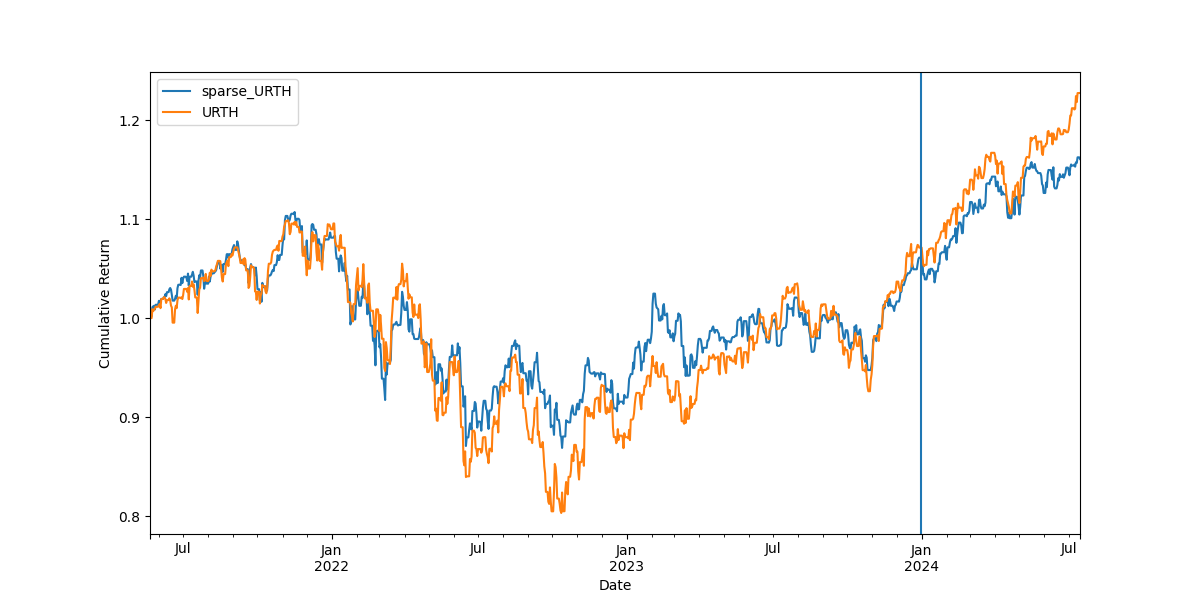 sparse_URTH
URTH
1.2
1.1
1.0
0.9
0.8
Cumulative Return
Jul
Jan
2022
Jul
Jan
2023
Jul
Jan
2024
Jul
Date